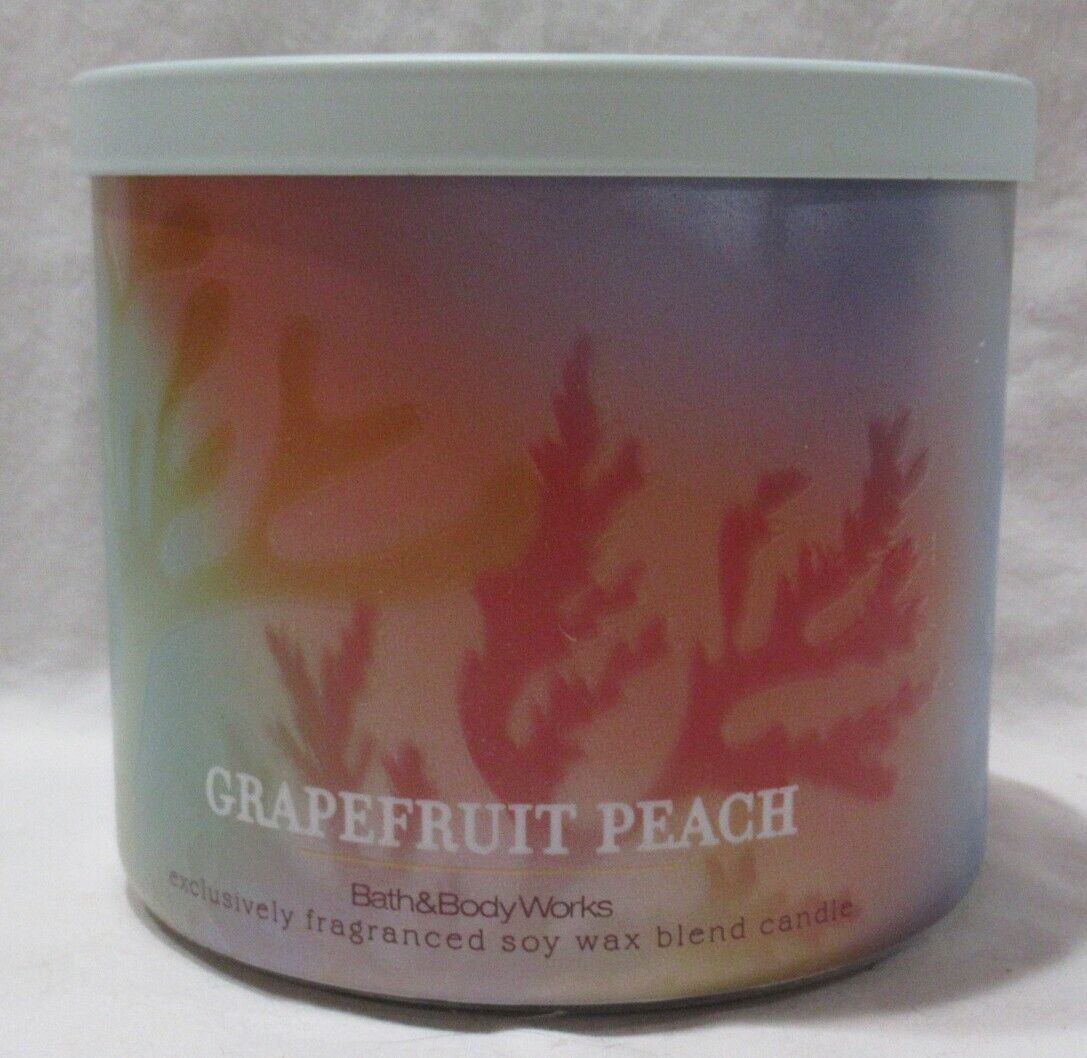 GRAPEFRUIT PEACH
Bath&BodyWorks
exclusively fragranced soy wax blend candle